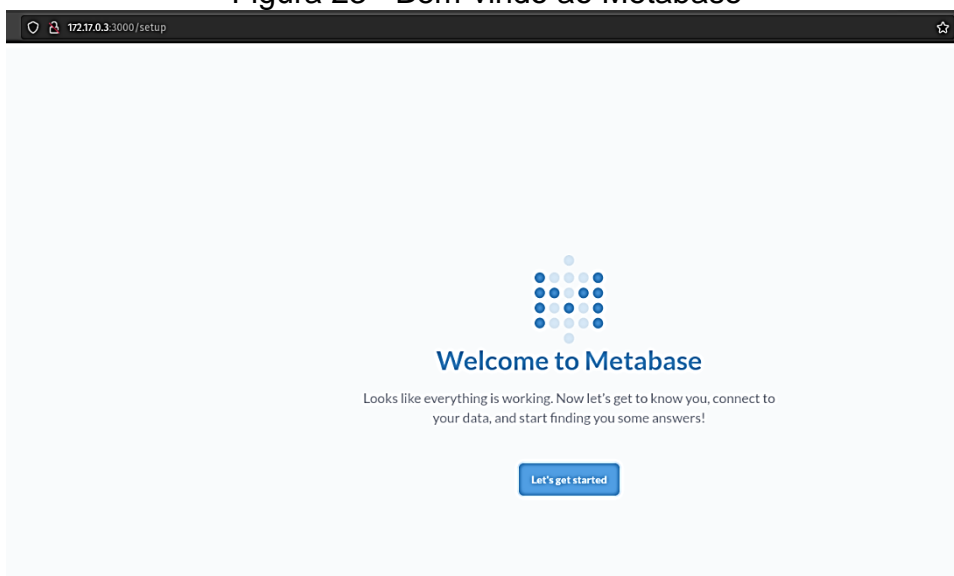 Figura 28 - Bem-vindo ao Metabase
172.17.0.3:3000/setup
Welcome to Metabase
Looks like everything is working. Now let's get to know you, connect to
your data, and start finding you some answers!
Let's get started